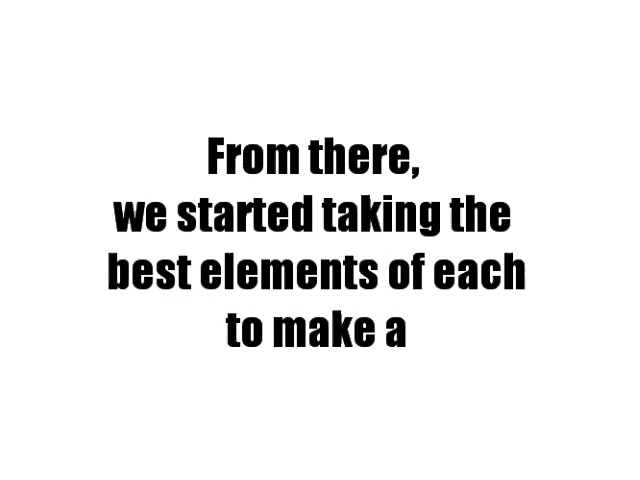 From there,
we started taking the
best elements of each
to make a